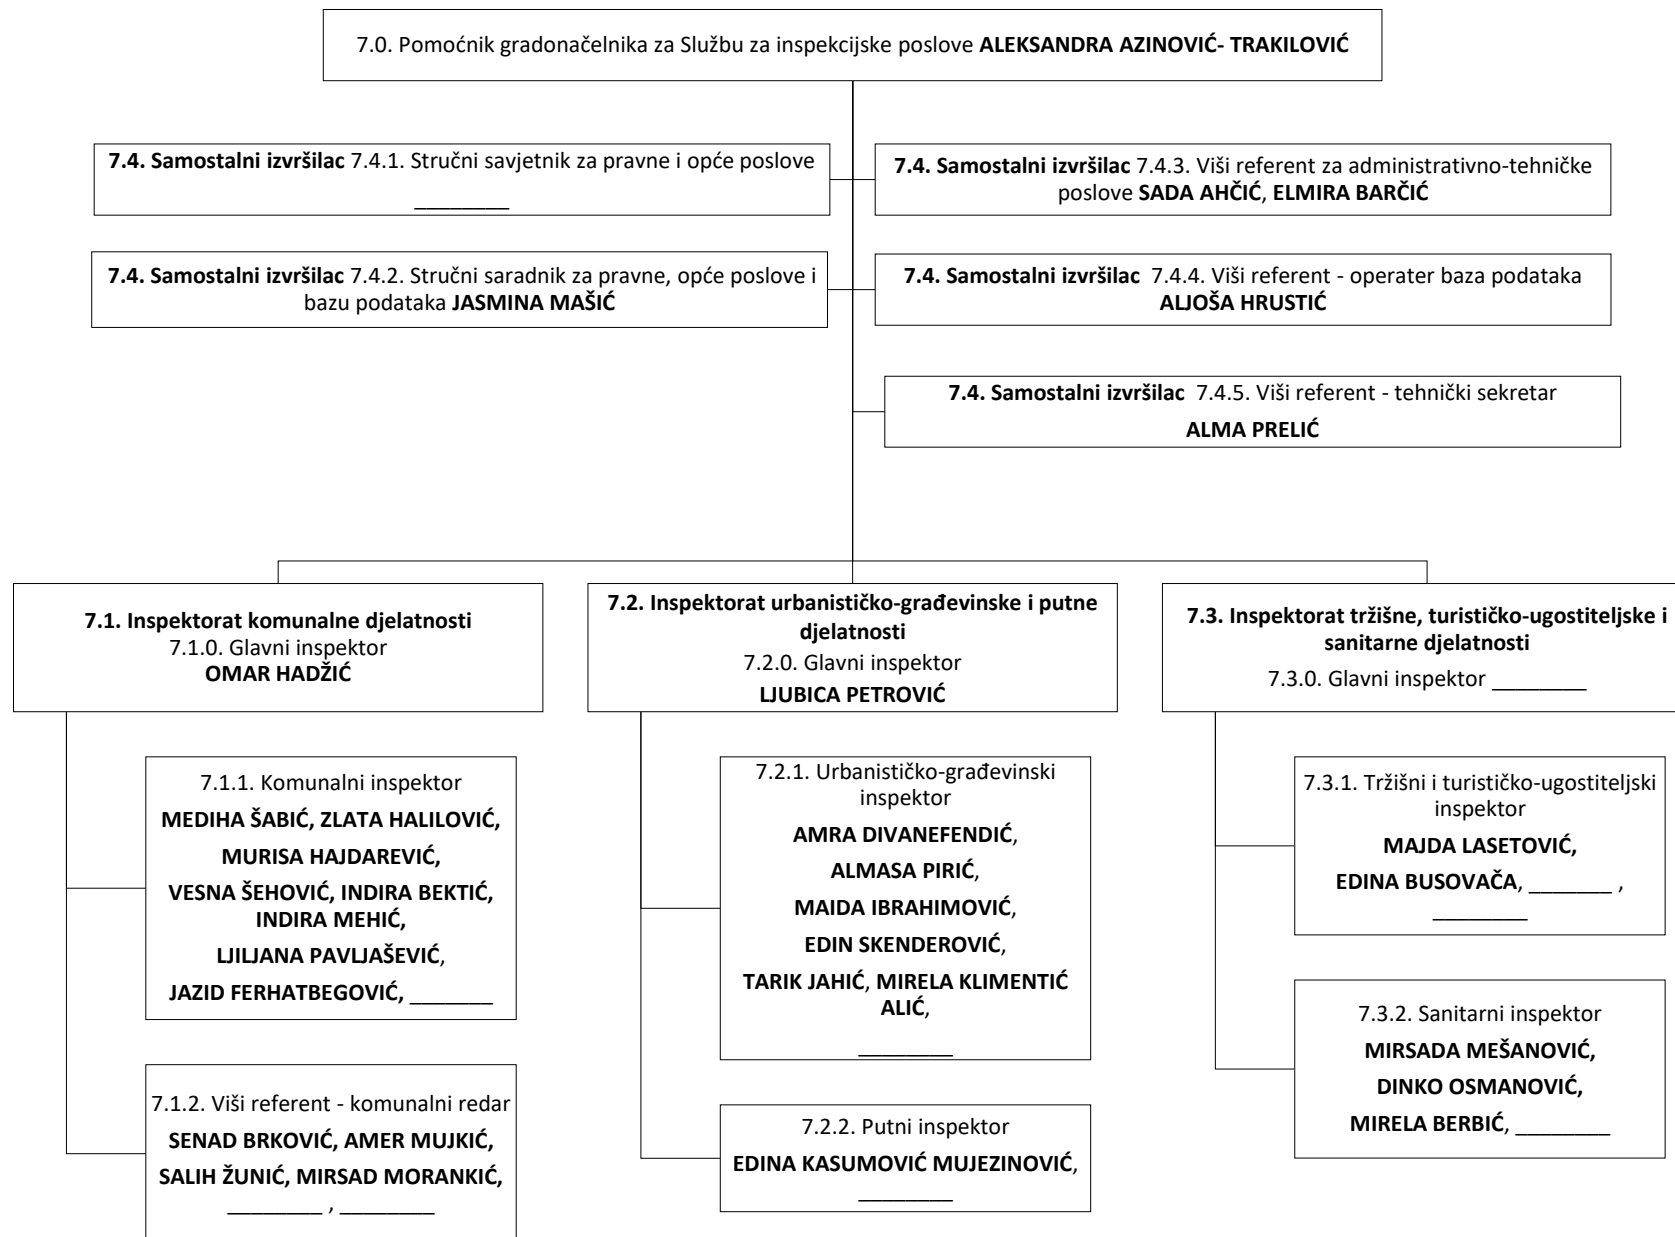 7.0. Pomoćnik gradonačelnika za Službu za inspekcijske poslove ALEKSANDRA AZINOVIĆ- TRAKILOVIĆ
7.4. Samostalni izvršilac 7.4.1. Stručni savjetnik za pravne i opće poslove
________
7.4. Samostalni izvršilac 7.4.3. Viši referent za administrativno-tehničke
poslove SADA AHČIĆ, ELMIRA BARČIĆ
7.4. Samostalni izvršilac 7.4.2. Stručni saradnik za pravne, opće poslove i
bazu podataka JASMINA MAŠIĆ
7.4. Samostalni izvršilac 7.4.4. Viši referent - operater baza podataka
ALJOŠA HRUSTIĆ
7.4. Samostalni izvršilac 7.4.5. Viši referent - tehnički sekretar
ALMA PRELIĆ
7.1. Inspektorat komunalne djelatnosti
7.1.0. Glavni inspektor
OMAR HADŽIĆ
7.1.1. Komunalni inspektor
MEDIHA ŠABIĆ, ZLATA HALILOVIĆ,
MURISA HAJDAREVIĆ,
VESNA ŠEHOVIĆ, INDIRA BEKTIĆ,
INDIRA MEHIĆ,
LJILJANA PAVLJAŠEVIĆ,
JAZID FERHATBEGOVIĆ, _______
7.1.2. Viši referent - komunalni redar
SENAD BRKOVIĆ, AMER MUJKIĆ,
SALIH ŽUNIĆ, MIRSAD MORANKIĆ,
________ , ________
7.2. Inspektorat urbanističko-građevinske i putne
djelatnosti
7.2.0. Glavni inspektor
LJUBICA PETROVIĆ
7.2.1. Urbanističko-građevinski
inspektor
AMRA DIVANEFENDIĆ,
ALMASA PIRIĆ,
MAIDA IBRAHIMOVIĆ,
EDIN SKENDEROVIĆ,
TARIK JAHIĆ, MIRELA KLIMENTIĆ
ALIĆ,
________
7.2.2. Putni inspektor
EDINA KASUMOVIĆ MUJEZINOVIĆ,
________
7.3. Inspektorat tržišne, turističko-ugostiteljske i
sanitarne djelatnosti
7.3.0. Glavni inspektor ________
7.3.1. Tržišni i turističko-ugostiteljski
inspektor
MAJDA LASETOVIĆ,
EDINA BUSOVAČA, _______ ,
________
7.3.2. Sanitarni inspektor
MIRSADA MEŠANOVIĆ,
DINKO OSMANOVIĆ,
MIRELA BERBIĆ, ________